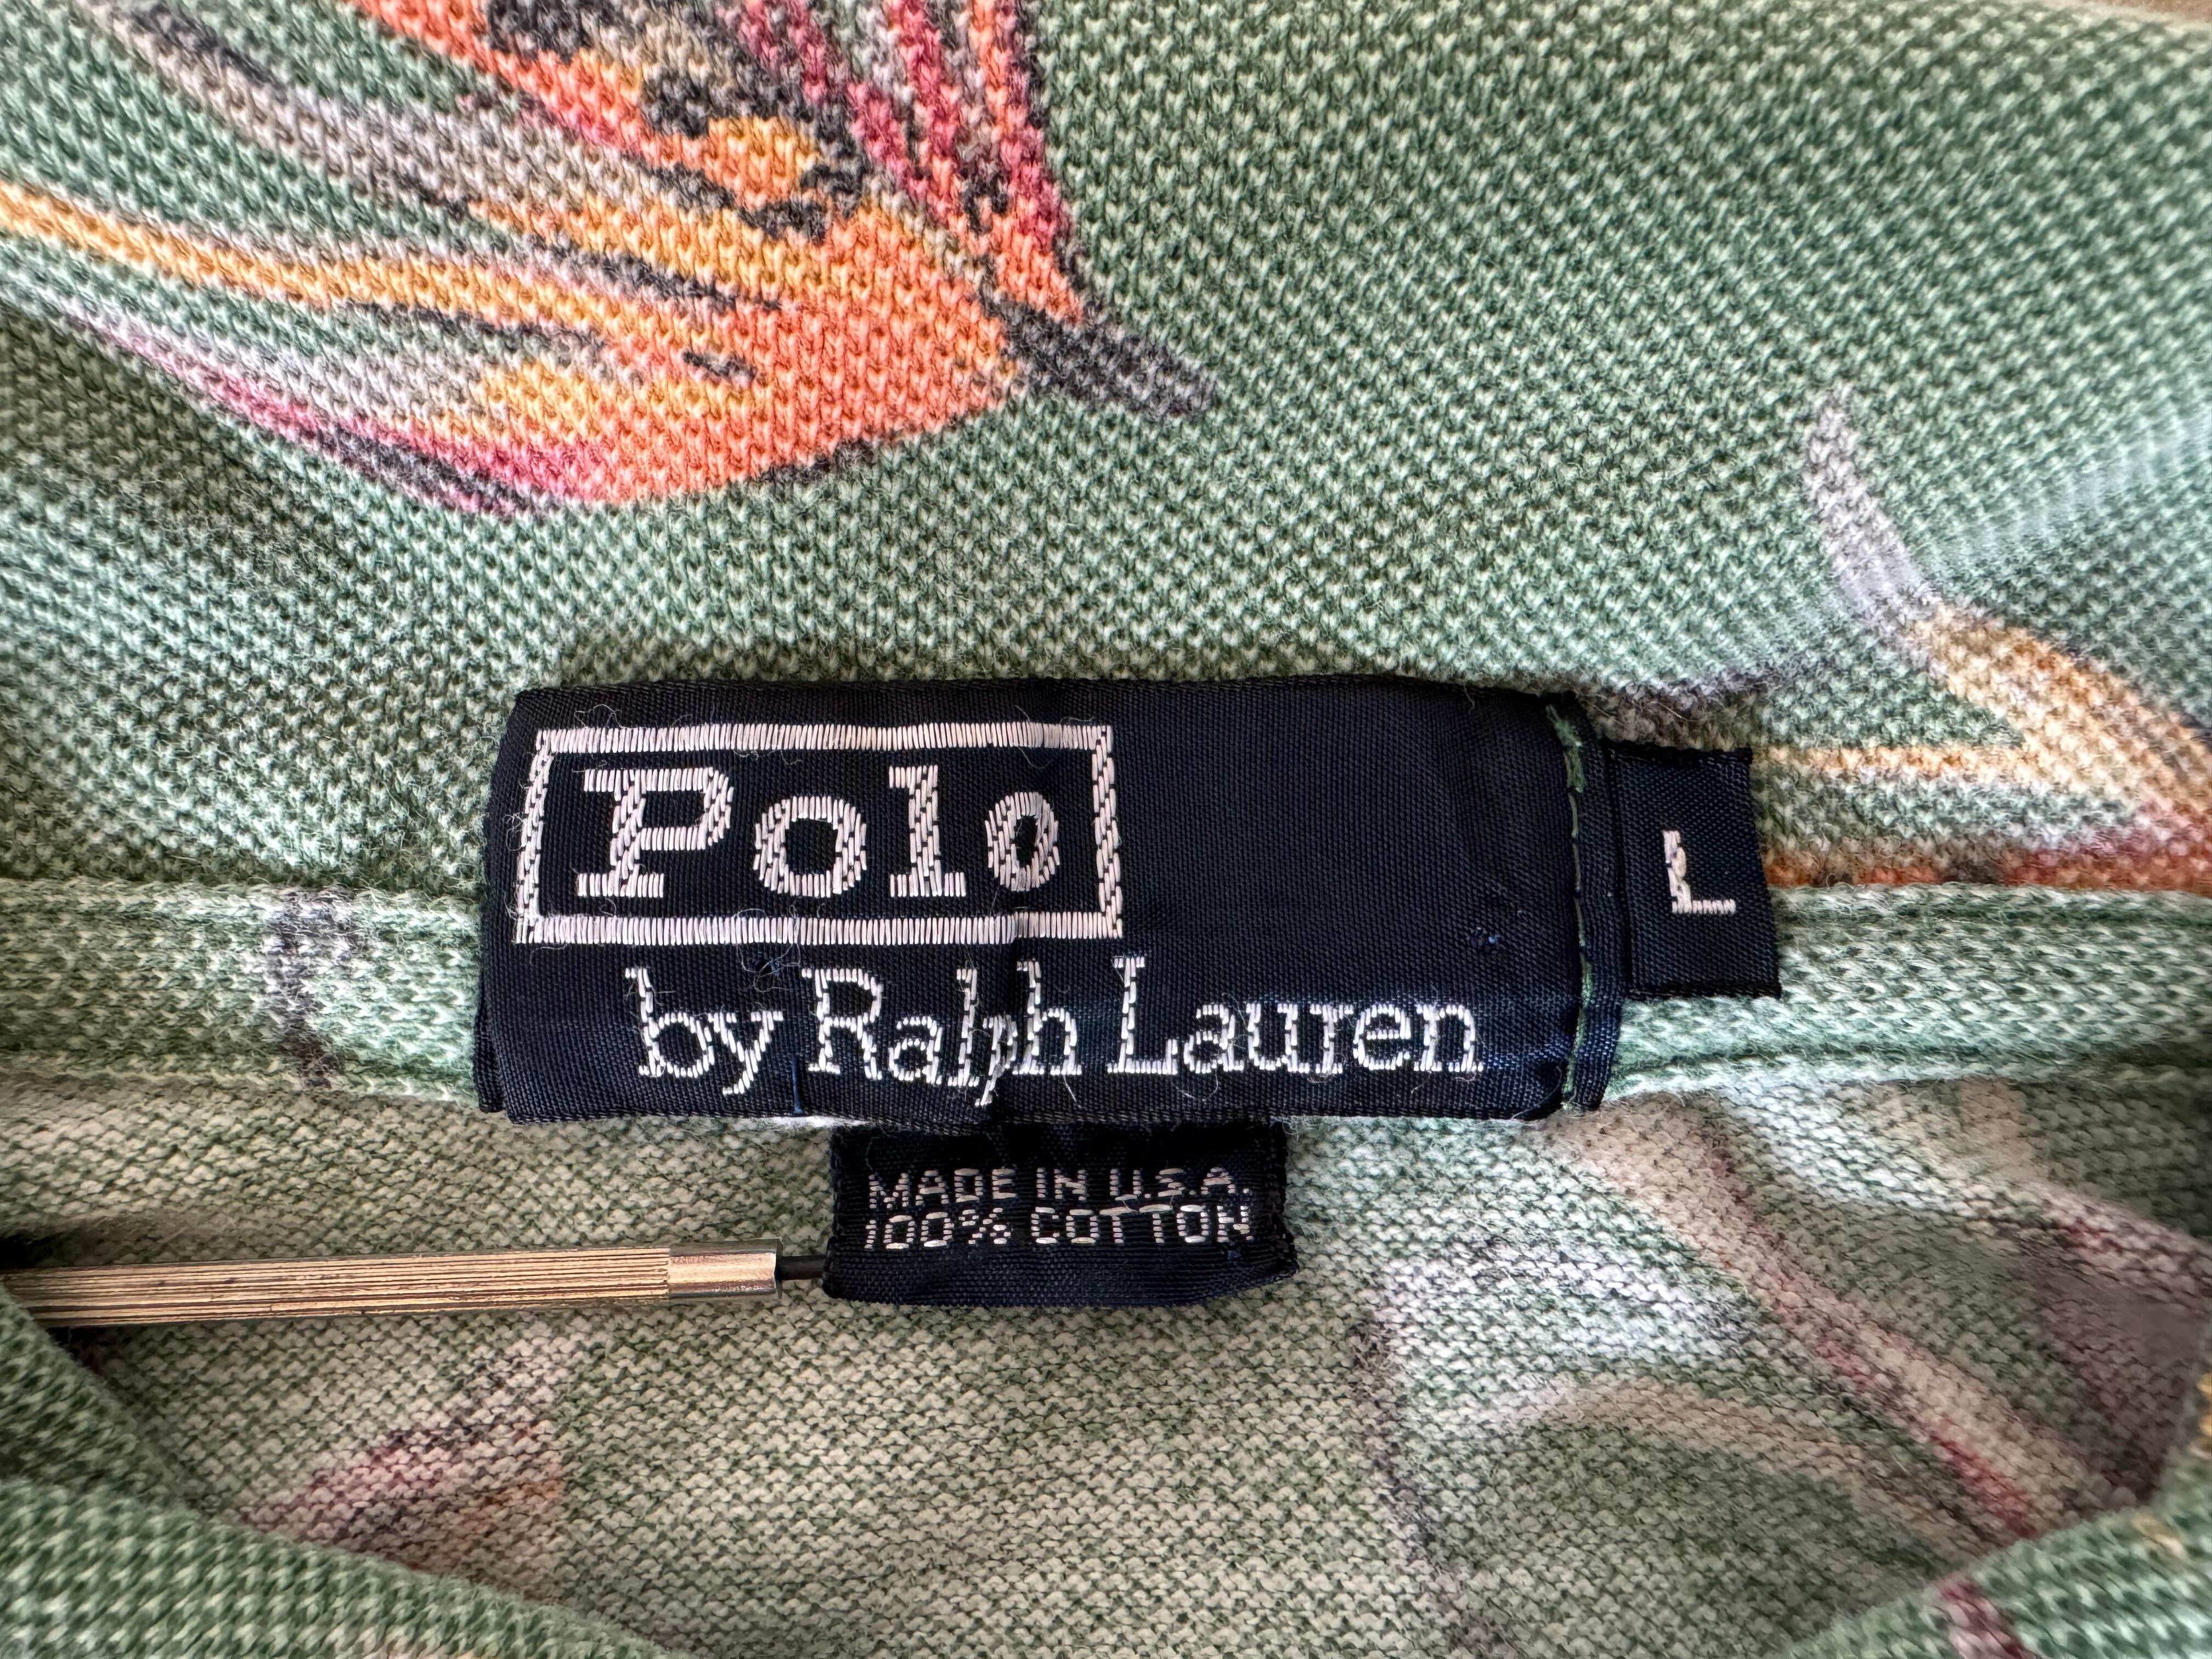 Polo
by Ralph Lauren
L
MADE IN U.S.A.
100% COTTON